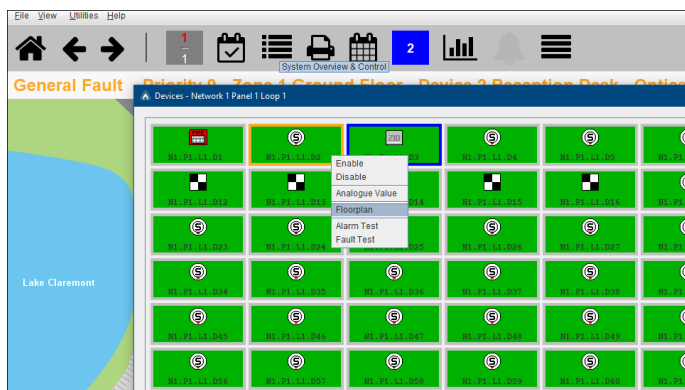 File View Utilities Help
1
1
2
System Overview & Control
General Fault Priority 9 - Zone 1 Ground Floor - Device 2 Reception Desk - Optical
Devices - Network 1 Panel 1 Loop 1
ZID
N1.P1.L1.D1 N1.P1.L1.D2 D3 N1.P1.L1.D4 N1.P1.L1.D5 N1.P1
Enable
Disable
Analogue Value
Floorplan
Alarm Test
Fault Test
N1.P1.L1.D12 N1.P1.L1.D13 D14 N1.P1.L1.D15 N1.P1.L1.D16 N1.P1
N1.P1.L1.D23 N1.P1.L1.D24 D25 N1.P1.L1.D26 N1.P1.L1.D27 N1.P1
Lake Claremont
N1.P1.L1.D34 N1.P1.L1.D35 N1.P1.L1.D36 N1.P1.L1.D37 N1.P1.L1.D38 N1.P1
N1.P1.L1.D45 N1.P1.L1.D46 N1.P1.L1.D47 N1.P1.L1.D48 N1.P1.L1.D49 N1.P1
N1.P1.L1.D56 N1.P1.L1.D57 N1.P1.L1.D58 N1.P1.L1.D59 N1.P1.L1.D60 N1.P1